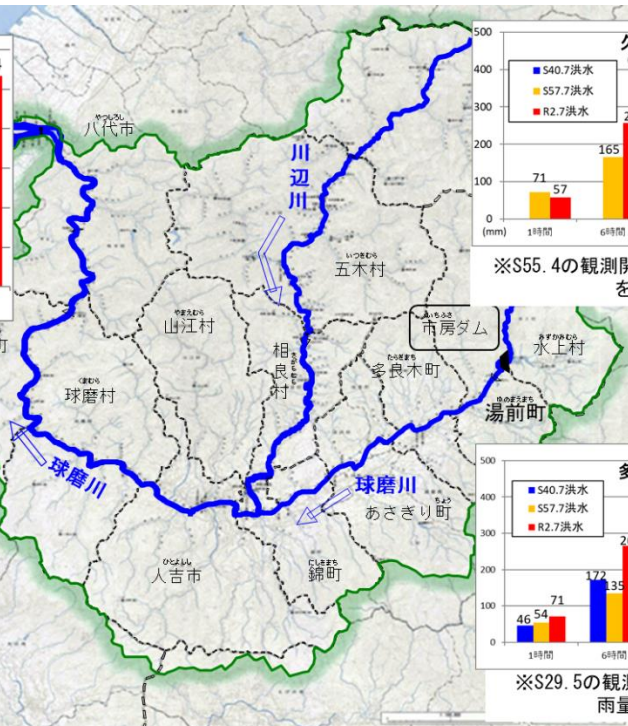 500
400
300
200
100
0
(mm)
S40.7洪水
S57.7洪水
R2.7洪水
71
57
165
2
1時間
6時間
※S55.4の観測開
を
やつしろし
八代市
川辺川
いつきむら
五木村
やまえむら
山江村
相良村
いちふさ
市房ダム
みずかみむら
水上村
たらぎまち
多良木町
ゆのまえまち
湯前町
町
くまむら
球磨村
球磨川
球磨川
ちょう
あさぎり町
ひとよしし
人吉市
にしきまち
錦町
500
400
300
200
100
0
多
S40.7洪水
S57.7洪水
R2.7洪水
46
54
71
172
135
1時間
6時間
※S29.5の観測
雨量